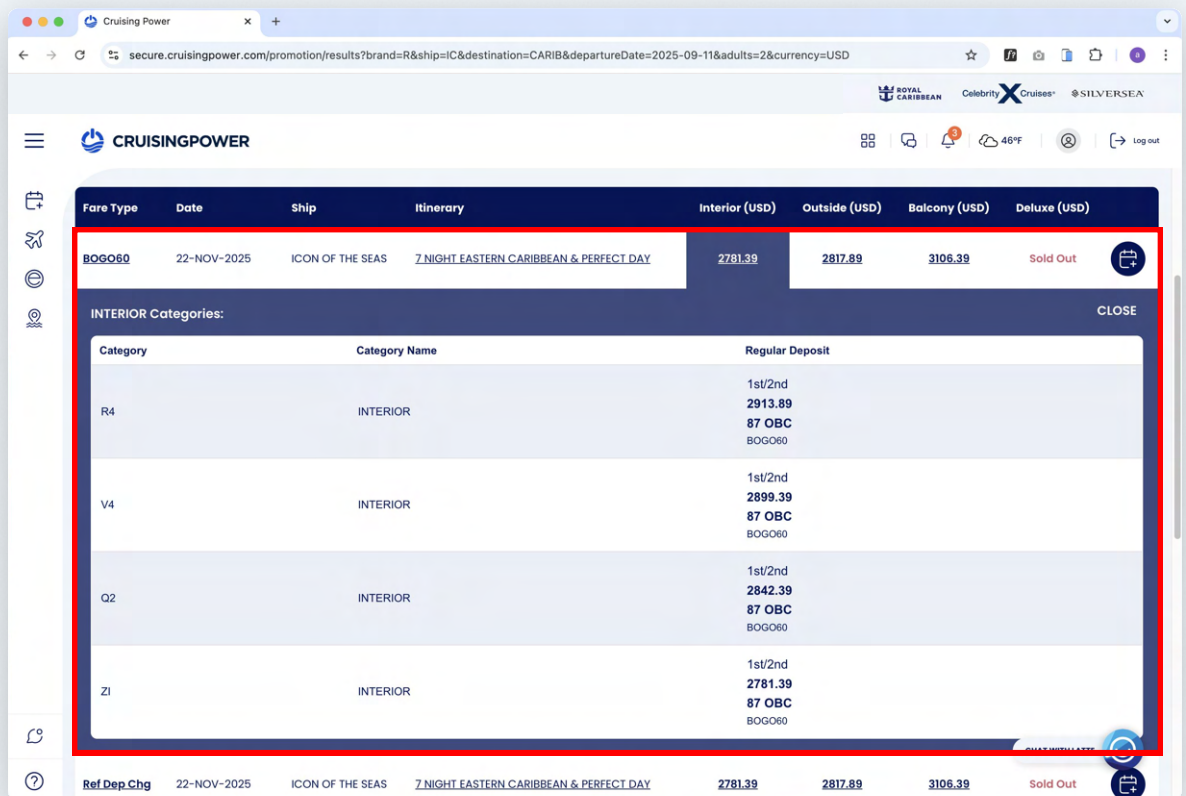 Cruising Power
secure.cruisingpower.com/promotion/results?brand=R&ship=IC&destination=CARIB&departureDate=2025-09-11&adults=2&currency=USD
a
ROYAL CARIBBEAN Celebrity X Cruises SILVERSEA
CRUISINGPOWER 3 46°F Log out
Fare Type Date Ship Itinerary Interior (USD) Outside (USD) Balcony (USD) Deluxe (USD)
BOGO60 22-NOV-2025 ICON OF THE SEAS 7 NIGHT EASTERN CARIBBEAN & PERFECT DAY 2781.39 2817.89 3106.39 Sold Out
INTERIOR Categories: CLOSE
Category Category Name Regular Deposit
1st/2nd
2913.89
R4 INTERIOR
87 OBC
BOGO60
1st/2nd
2899.39
V4 INTERIOR
87 OBC
BOGO60
1st/2nd
2842.39
Q2 INTERIOR
87 OBC
BOGO60
1st/2nd
2781.39
ZI INTERIOR
87 OBC
BOGO60
Ref Dep Chg 22-NOV-2025 ICON OF THE SEAS 7 NIGHT EASTERN CARIBBEAN & PERFECT DAY 2781.39 2817.89 3106.39 Sold Out